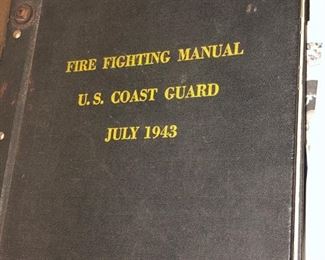 FIRE FIGHTING MANUAL
U. S. COAST GUARD
JULY 1943